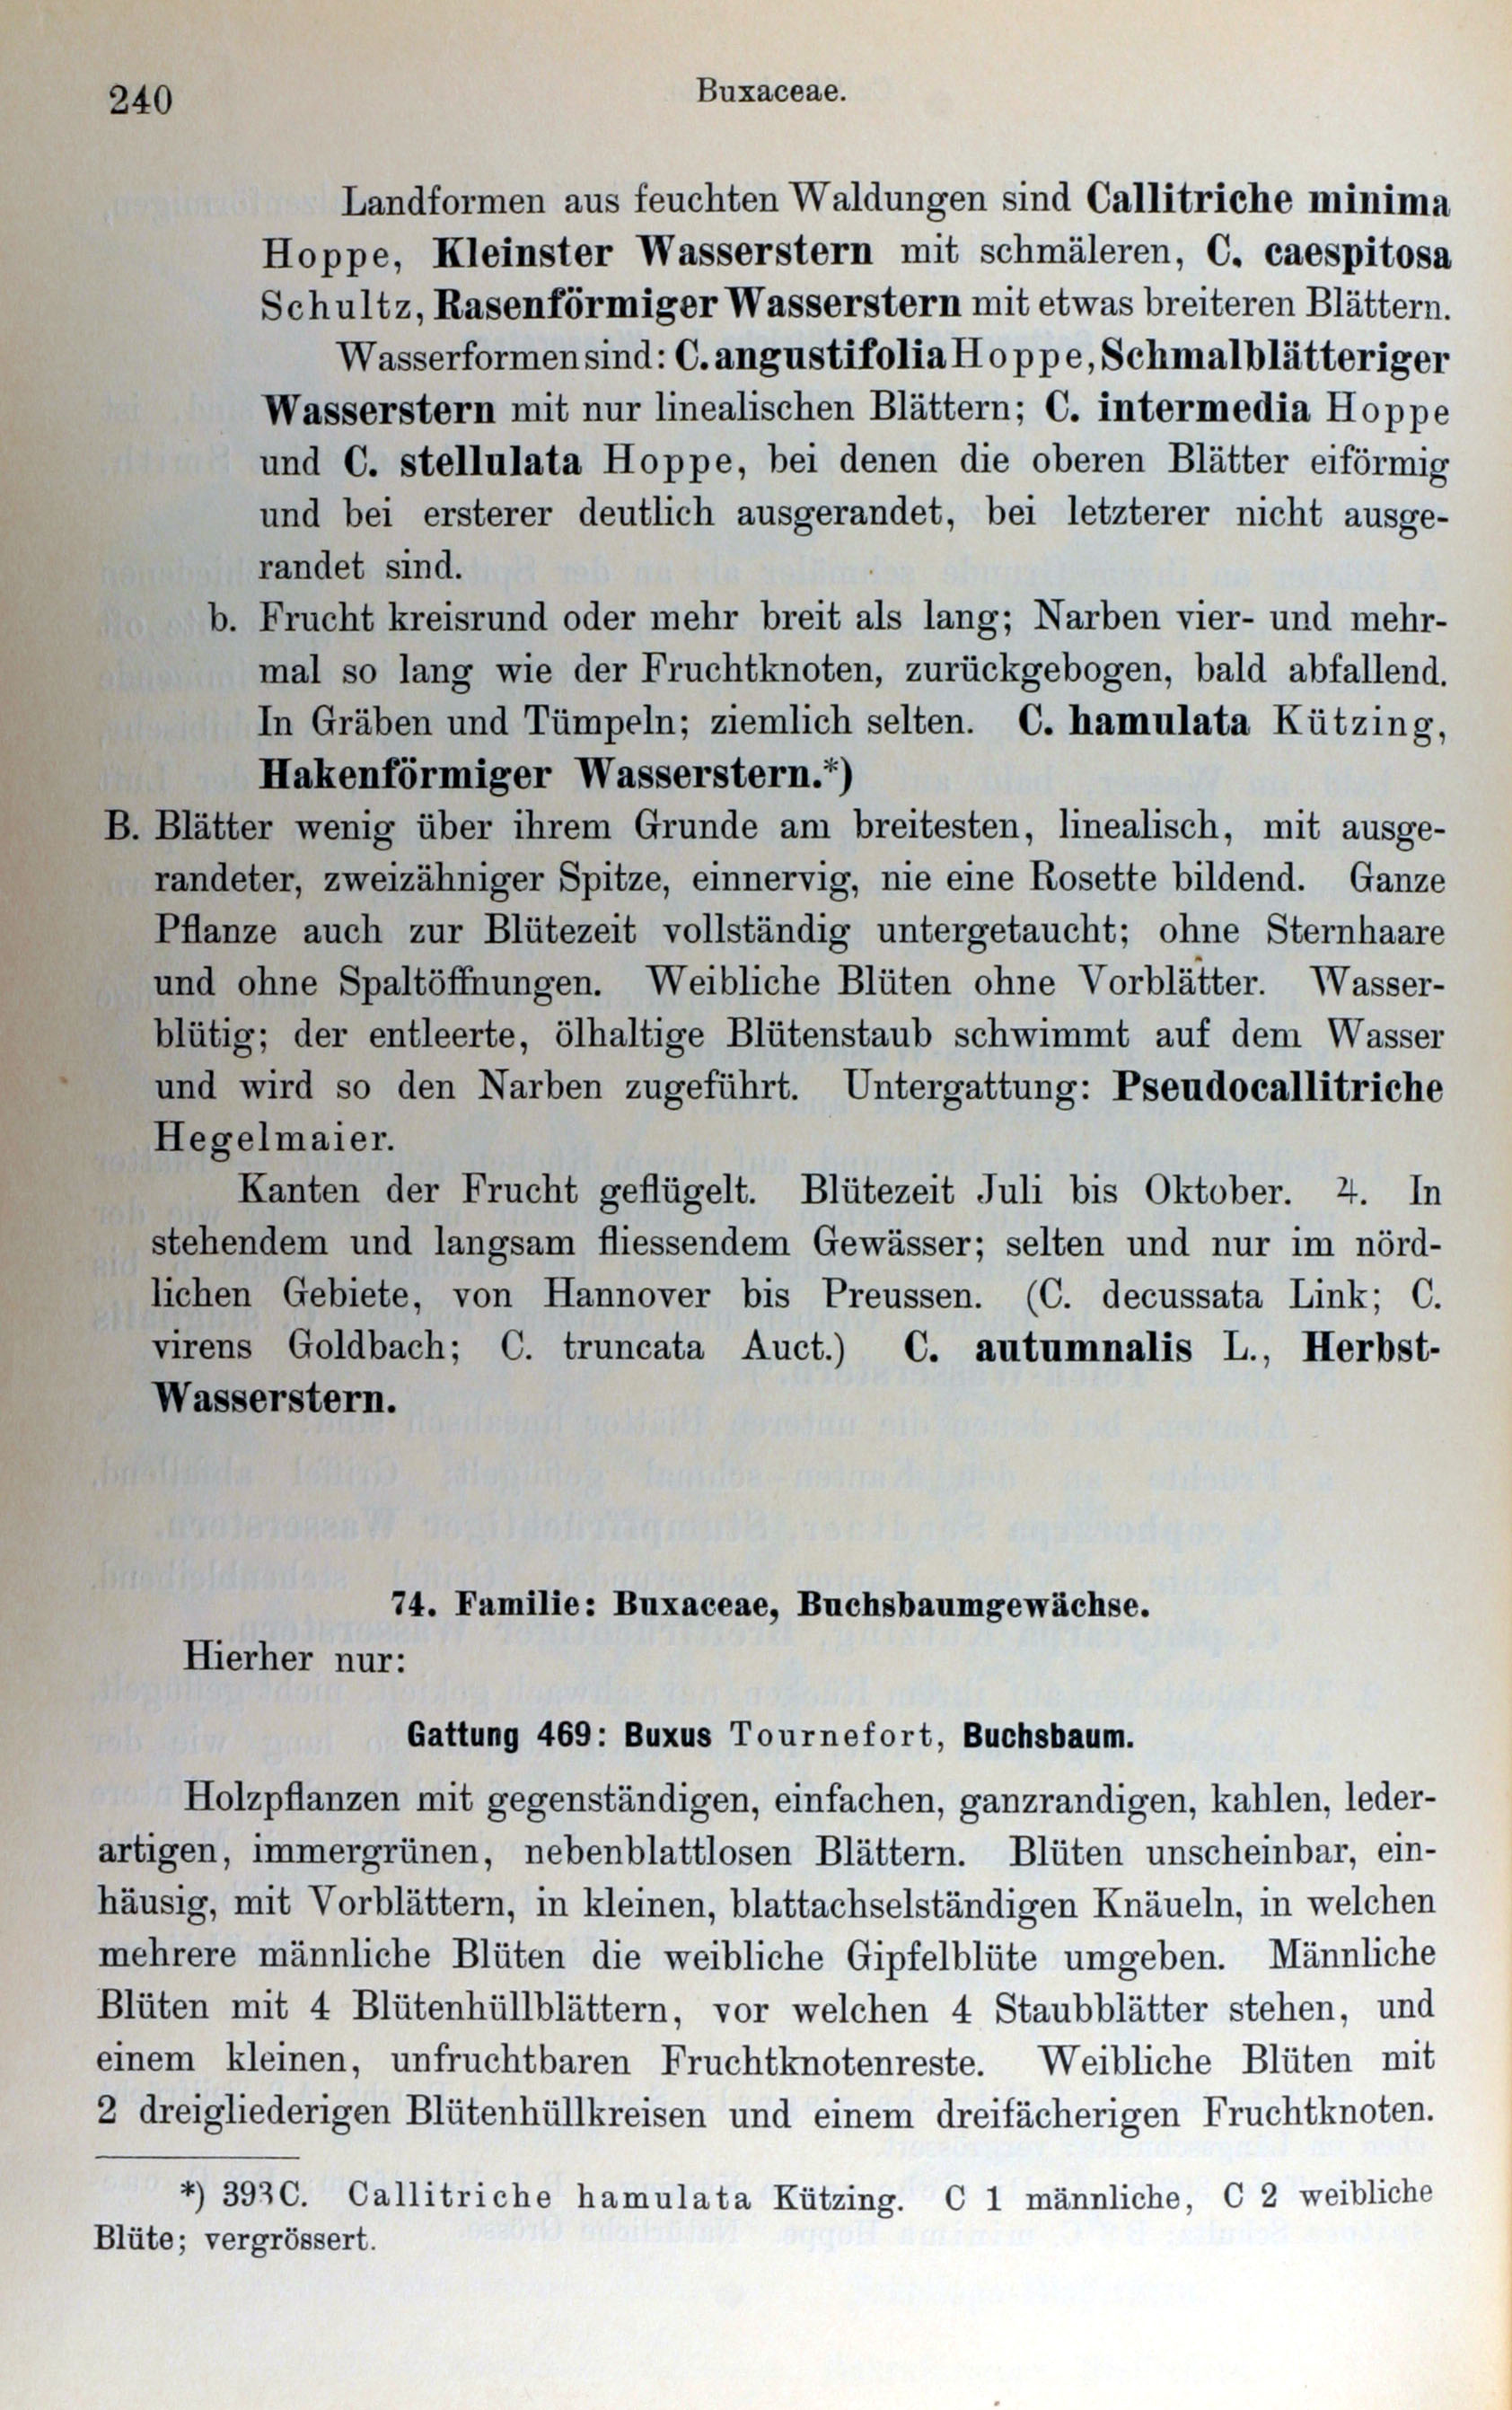 240
Buxaceae.
Landformen aus feuchten Waldungen sind Callitriche minima
Hoppe, Kleinster Wasserstern mit schmäleren, C. caespitosa
Schultz, Rasenförmiger Wasserstern mit etwas breiteren Blättern.
Wasserformen sind: C. angustifolia Hoppe, Schmalblätteriger
Wasserstern mit nur linealischen Blättern; C. intermedia Hoppe
und C. stellulata Hoppe, bei denen die oberen Blätter eiförmig
und bei ersterer deutlich ausgerandet, bei letzterer nicht ausge-
randet sind.
b. Frucht kreisrund oder mehr breit als lang; Narben vier- und mehr-
mal so lang wie der Fruchtknoten, zurückgebogen, bald abfallend.
In Gräben und Tümpeln; ziemlich selten. C. hamulata Kützing,
Hakenförmiger Wasserstern.*)
B. Blätter wenig über ihrem Grunde am breitesten, linealisch, mit ausge-
randeter, zweizähniger Spitze, einnervig, nie eine Rosette bildend. Ganze
Pflanze auch zur Blütezeit vollständig untergetaucht; ohne Sternhaare
und ohne Spaltöffnungen. Weibliche Blüten ohne Vorblätter. Wasser-
blütig; der entleerte, ölhaltige Blütenstaub schwimmt auf dem Wasser
und wird so den Narben zugeführt. Untergattung: Pseudocallitriche
Hegelmaier.
Kanten der Frucht geflügelt. Blütezeit Juli bis Oktober. ♃. In
stehendem und langsam fliessendem Gewässer; selten und nur im nörd-
lichen Gebiete, von Hannover bis Preussen. (C. decussata Link; C.
virens Goldbach; C. truncata Auct.) C. autumnalis L., Herbst-
Wasserstern.
74. Familie: Buxaceae, Buchsbaumgewächse.
Hierher nur:
Gattung 469: Buxus Tournefort, Buchsbaum.
Holzpflanzen mit gegenständigen, einfachen, ganzrandigen, kahlen, leder-
artigen, immergrünen, nebenblattlosen Blättern. Blüten unscheinbar, ein-
häusig, mit Vorblättern, in kleinen, blattachselständigen Knäueln, in welchen
mehrere männliche Blüten die weibliche Gipfelblüte umgeben. Männliche
Blüten mit 4 Blütenhüllblättern, vor welchen 4 Staubblätter stehen, und
einem kleinen, unfruchtbaren Fruchtknotenreste. Weibliche Blüten mit
2 dreigliederigen Blütenhüllkreisen und einem dreifächerigen Fruchtknoten.
*) 393 C. Callitriche hamulata Kützing. C 1 männliche, C 2 weibliche
Blüte; vergrössert.